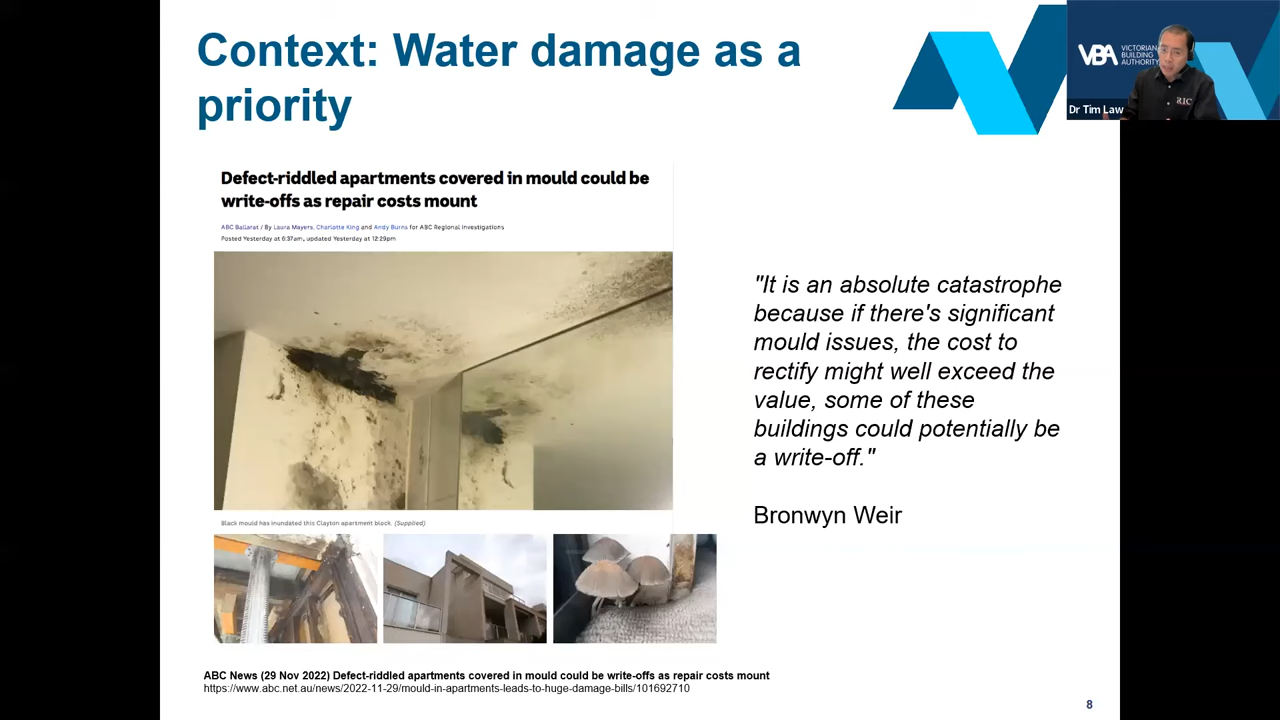 Context: Water damage as a
priority
VBA VICTORIAN
BUILDING
AUTHORITY
RIC
Dr Tim Law
Defect-riddled apartments covered in mould could be
write-offs as repair costs mount
ABC Ballarat / By Laura Mayers, Charlotte King and Andy Burns for ABC Regional Investigations
Posted Yesterday at 6:37am, updated Yesterday at 12:29pm
Black mould has inundated this Clayton apartment block. (Supplied)
"It is an absolute catastrophe
because if there's significant
mould issues, the cost to
rectify might well exceed the
value, some of these
buildings could potentially be
a write-off."
Bronwyn Weir
ABC News (29 Nov 2022) Defect-riddled apartments covered in mould could be write-offs as repair costs mount
https://www.abc.net.au/news/2022-11-29/mould-in-apartments-leads-to-huge-damage-bills/101692710
8